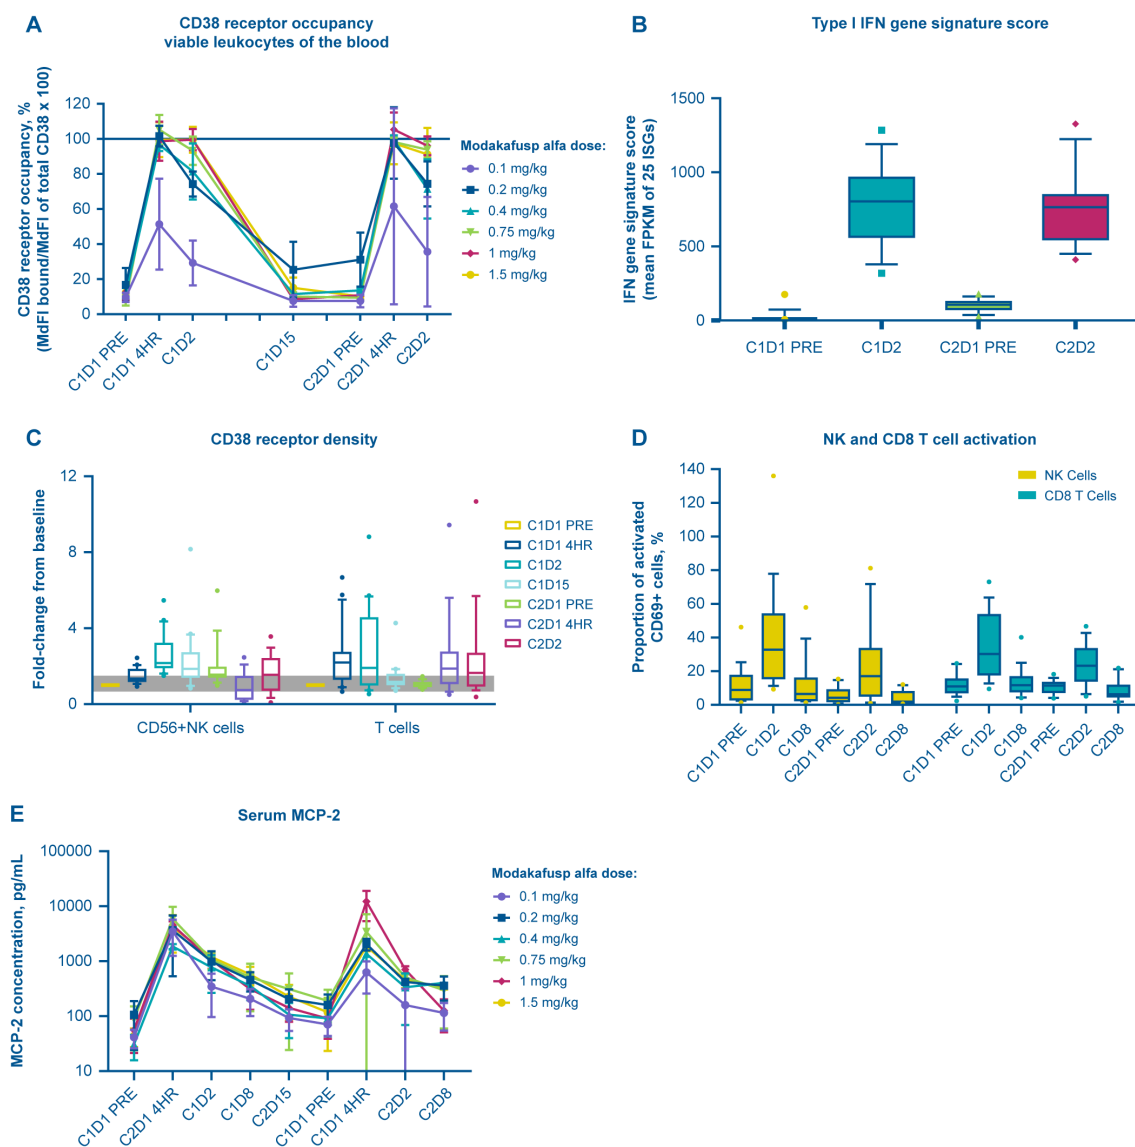 A
CD38 receptor occupancy
viable leukocytes of the blood
CD38 receptor occupancy, %
(MdFI bound/MdFI of total CD38 x 100)
120
100
80
60
40
20
0
C1D1 PRE
C1D1 4HR
C1D2
C1D15
C2D1 PRE
C2D1 4HR
C2D2
Modakafusp alfa dose:
0.1 mg/kg
0.2 mg/kg
0.4 mg/kg
0.75 mg/kg
1 mg/kg
1.5 mg/kg
B
Type I IFN gene signature score
IFN gene signature score
(mean FPKM of 25 ISGs)
1500
1000
500
0
C1D1 PRE
C1D2
C2D1 PRE
C2D2
C
CD38 receptor density
Fold-change from baseline
12
8
4
0
CD56+NK cells
T cells
C1D1 PRE
C1D1 4HR
C1D2
C1D15
C2D1 PRE
C2D1 4HR
C2D2
D
NK and CD8 T cell activation
Proportion of activated
CD69+ cells, %
140
120
100
80
60
40
20
0
NK Cells
CD8 T Cells
C1D1 PRE
C1D2
C1D8
C2D1 PRE
C2D2
C2D8
C1D1 PRE
C1D2
C1D8
C2D1 PRE
C2D2
C2D8
E
Serum MCP-2
MCP-2 concentration, pg/mL
100000
10000
1000
100
10
C1D1 PRE
C2D1 4HR
C1D2
C1D8
C2D15
C1D1 PRE
C1D1 4HR
C2D2
C2D8
Modakafusp alfa dose:
0.1 mg/kg
0.2 mg/kg
0.4 mg/kg
0.75 mg/kg
1 mg/kg
1.5 mg/kg